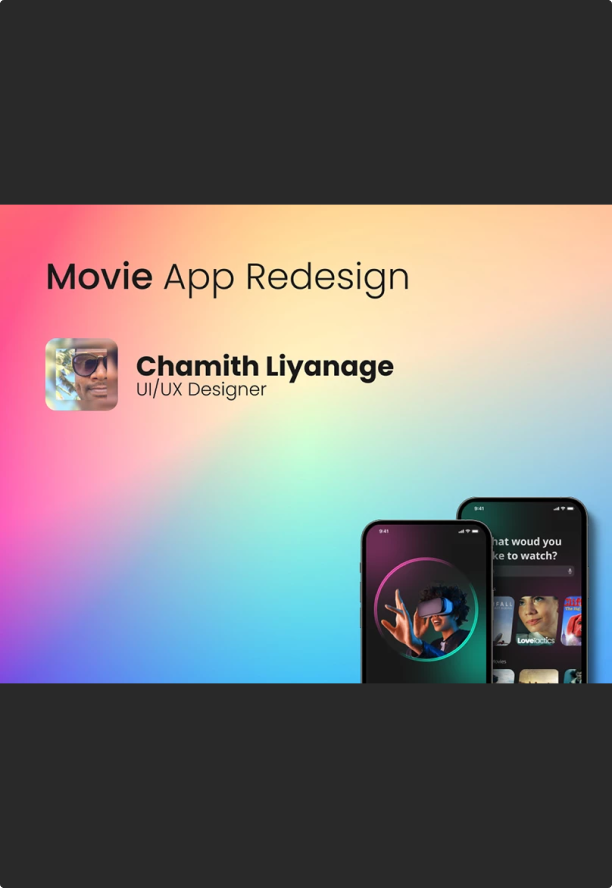 Movie App Redesign
Chamith Liyanage
UI/UX Designer
9:41
hat woud you
ke to watch?
LoveTactics
9:41